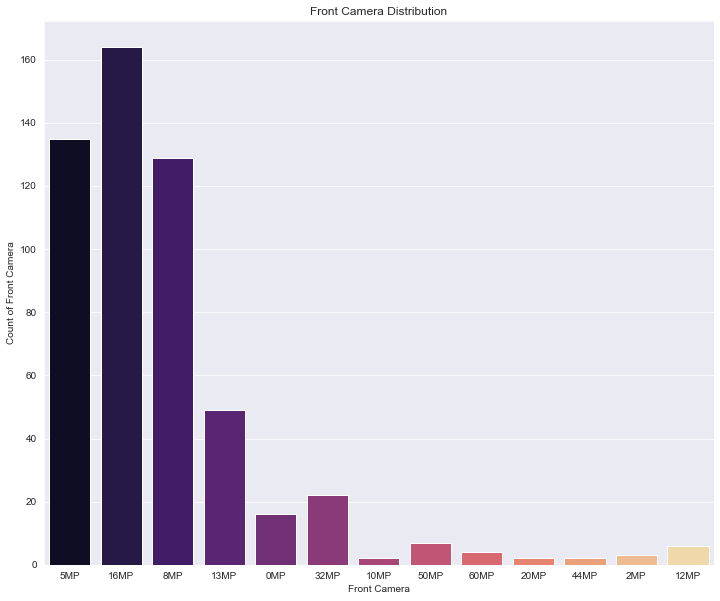 Front Camera Distribution
Count of Front Camera
160
140
120
100
80
60
40
20
0
5MP 16MP 8MP 13MP 0MP 32MP 10MP 50MP 60MP 20MP 44MP 2MP 12MP
Front Camera